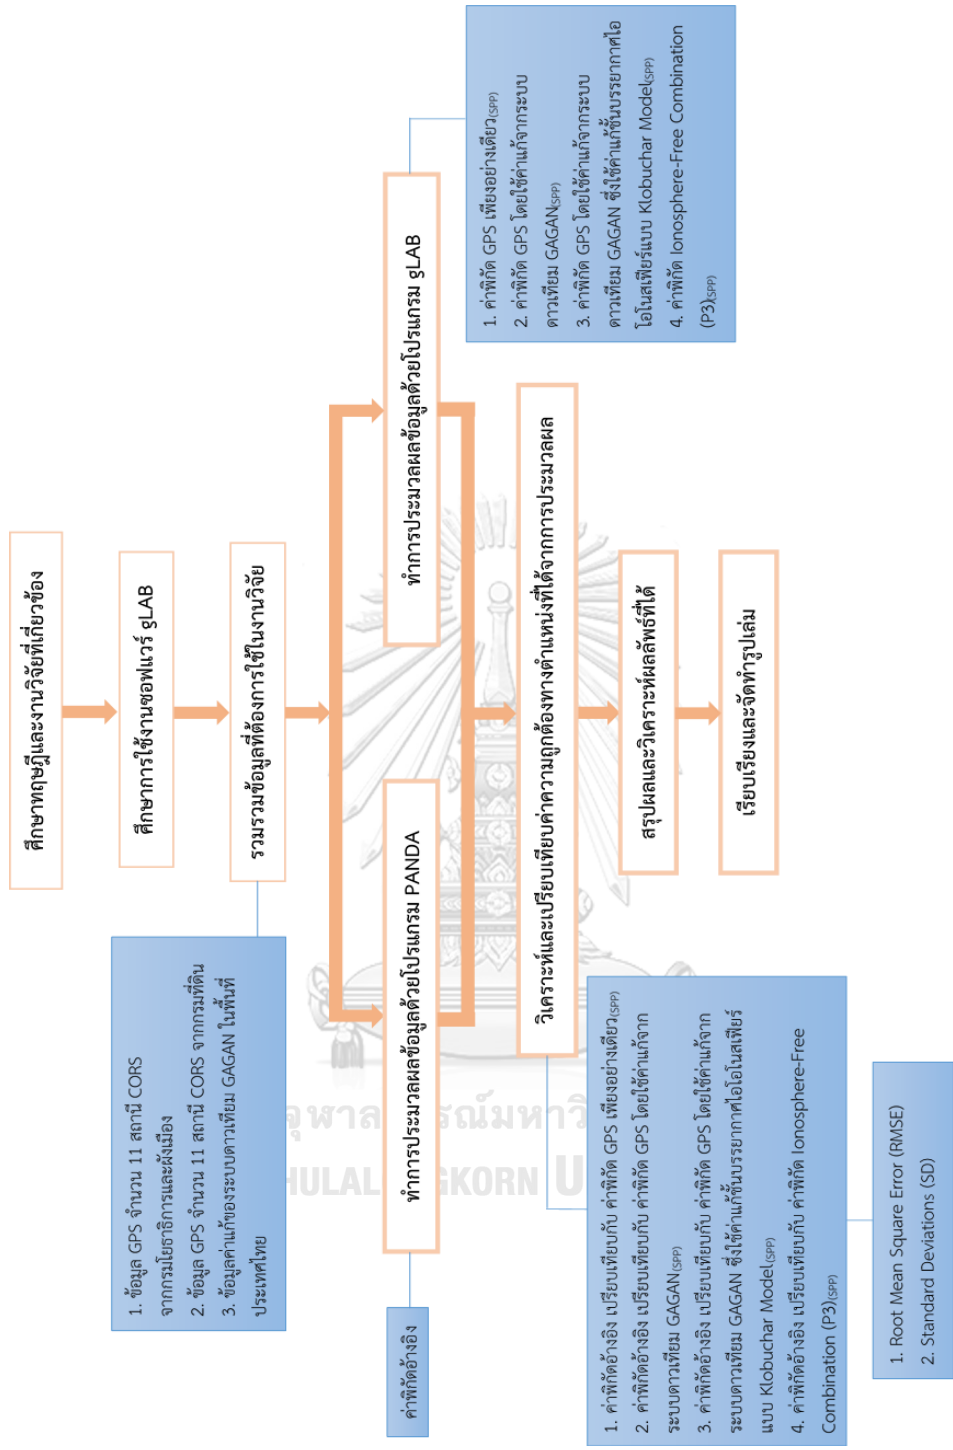 ศึกษาทฤษฎีและงานวิจัยที่เกี่ยวข้อง
ศึกษาการใช้งานซอฟแวร์ gLAB
รวมรวมข้อมูลที่ต้องการใช้ในงานวิจัย
1. ข้อมูล GPS จำนวน 11 สถานี CORS
จากกรมโยธาธิการและผังเมือง
2. ข้อมูล GPS จำนวน 11 สถานี CORS จากกรมที่ดิน
3. ข้อมูลค่าแก้ของระบบดาวเทียม GAGAN ในพื้นที่
ประเทศไทย
ทำการประมวลผลข้อมูลด้วยโปรแกรม PANDA
ค่าพิกัดอ้างอิง
ทำการประมวลผลข้อมูลด้วยโปรแกรม gLAB
1. ค่าพิกัด GPS เพียงอย่างเดียว(SPP)
2. ค่าพิกัด GPS โดยใช้ค่าแก้จากระบบ
ดาวเทียม GAGAN(SPP)
3. ค่าพิกัด GPS โดยใช้ค่าแก้จากระบบ
ดาวเทียม GAGAN ซึ่งใช้ค่าแก้ชั้นบรรยากาศไอ
โอโนสเฟียร์แบบ Klobuchar Model(SPP)
4. ค่าพิกัด Ionosphere-Free Combination
(P3)(SPP)
วิเคราะห์และเปรียบเทียบค่าความถูกต้องทางตำแหน่งที่ได้จากการประมวลผล
1. ค่าพิกัดอ้างอิง เปรียบเทียบกับ ค่าพิกัด GPS เพียงอย่างเดียว(SPP)
2. ค่าพิกัดอ้างอิง เปรียบเทียบกับ ค่าพิกัด GPS โดยใช้ค่าแก้จาก
ระบบดาวเทียม GAGAN(SPP)
3. ค่าพิกัดอ้างอิง เปรียบเทียบกับ ค่าพิกัด GPS โดยใช้ค่าแก้จาก
ระบบดาวเทียม GAGAN ซึ่งใช้ค่าแก้ชั้นบรรยากาศไอโอโนสเฟียร์
แบบ Klobuchar Model(SPP)
4. ค่าพิกัดอ้างอิง เปรียบเทียบกับ ค่าพิกัด Ionosphere-Free
Combination (P3)(SPP)
1. Root Mean Square Error (RMSE)
2. Standard Deviations (SD)
สรุปผลและวิเคราะห์ผลลัพธ์ที่ได้
เรียบเรียงและจัดทำรูปเล่ม